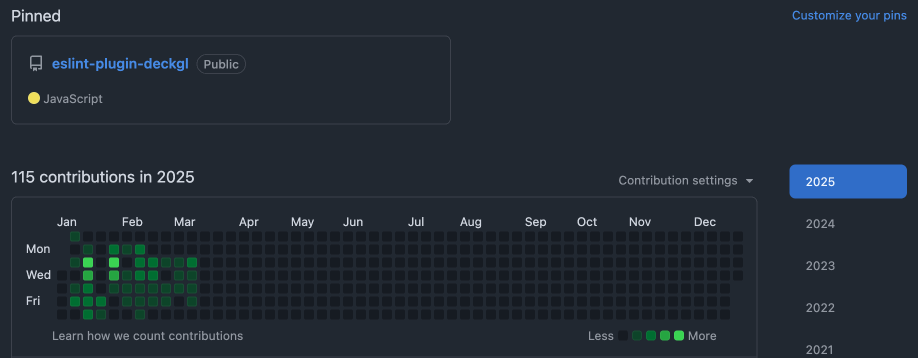 Pinned
Customize your pins
eslint-plugin-deckgl Public
JavaScript
115 contributions in 2025
Contribution settings
2025
2024
2023
2022
2021
Jan Feb Mar Apr May Jun Jul Aug Sep Oct Nov Dec
Mon
Wed
Fri
Learn how we count contributions
Less More